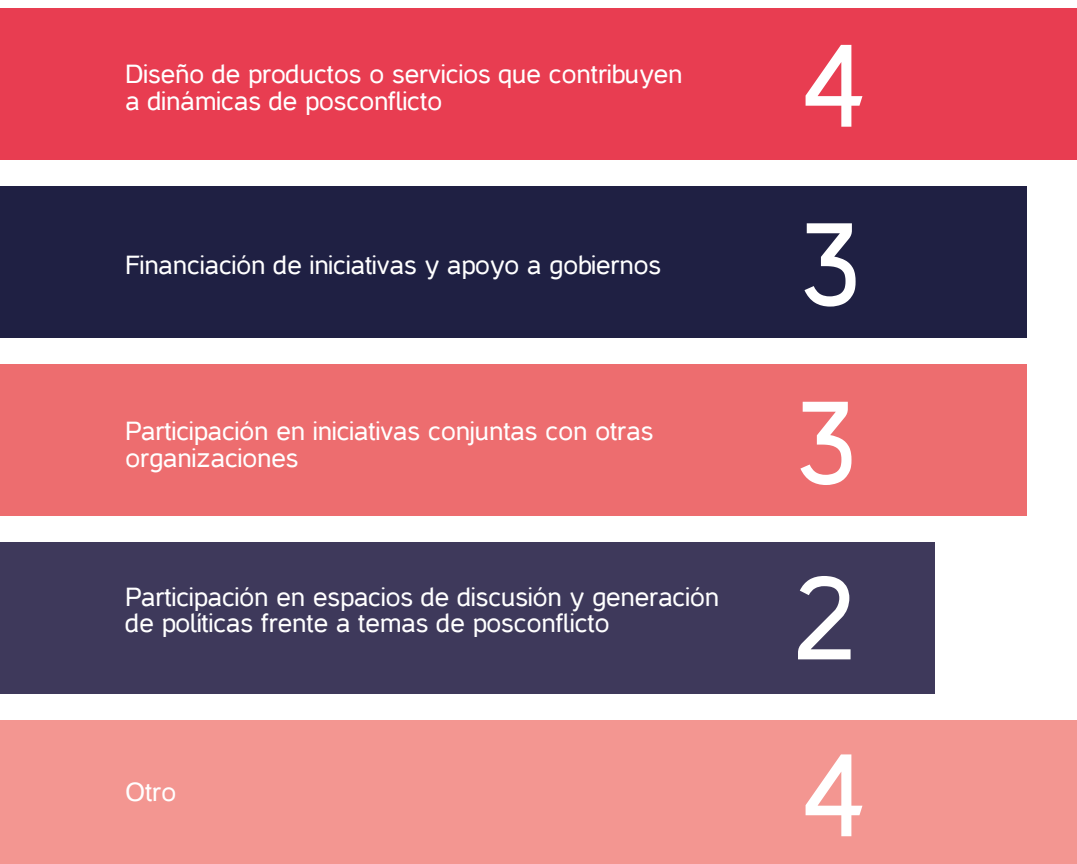 Diseño de productos o servicios que contribuyen
a dinámicas de posconflicto
4
Financiación de iniciativas y apoyo a gobiernos
3
Participación en iniciativas conjuntas con otras
organizaciones
3
Participación en espacios de discusión y generación
de políticas frente a temas de posconflicto
2
Otro
4